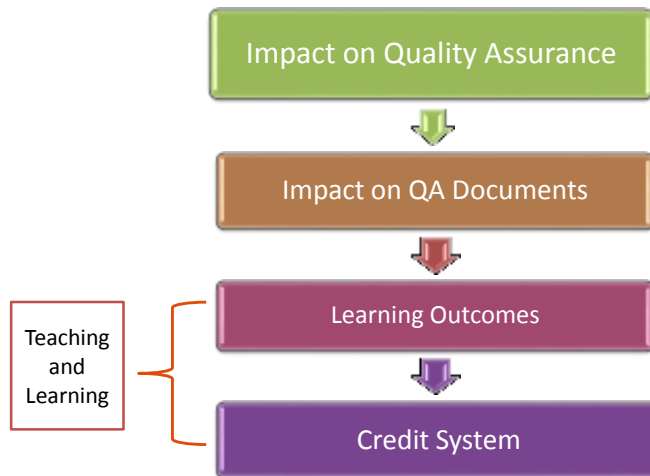 Impact on Quality Assurance
Impact on QA Documents
Learning Outcomes
Teaching
and
Learning
Credit System